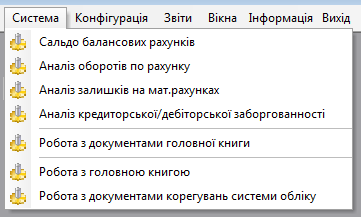 Система Конфігурація Звіти Вікна Інформація Вихід
Сальдо балансових рахунків
Аналіз оборотів по рахунку
Аналіз залишків на мат.рахунках
Аналіз кредиторської/дебіторської заборгованності
Робота з документами головної книги
Робота з головною книгою
Робота з документами корегувань системи обліку